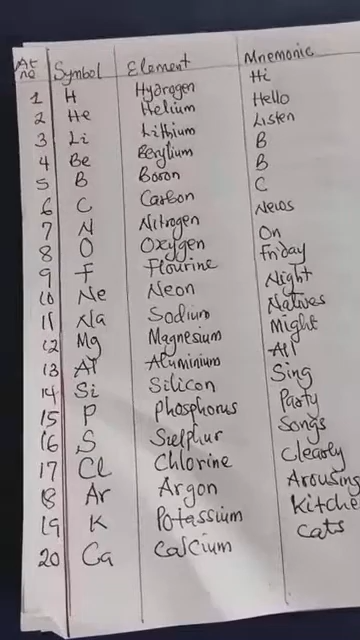 At no Symbol Element Mnemonic
1 H Hydrogen Hi
2 He Helium Hello
3 Li Lithium Listen
4 Be Berylium B
5 B Boron B
6 C Carbon C
7 N Nitrogen News
8 O Oxygen On
9 F Flourine Friday
10 Ne Neon Night
11 Na Sodium Natives
12 Mg Magnesium Might
13 Al Aluminium All
14 Si Silicon Sing
15 P Phosphorus Party
16 S Sulphur Songs
17 Cl Chlorine Clearly
18 Ar Argon Arousing
19 K Potassium Kitche
20 Ca Calcium Cats